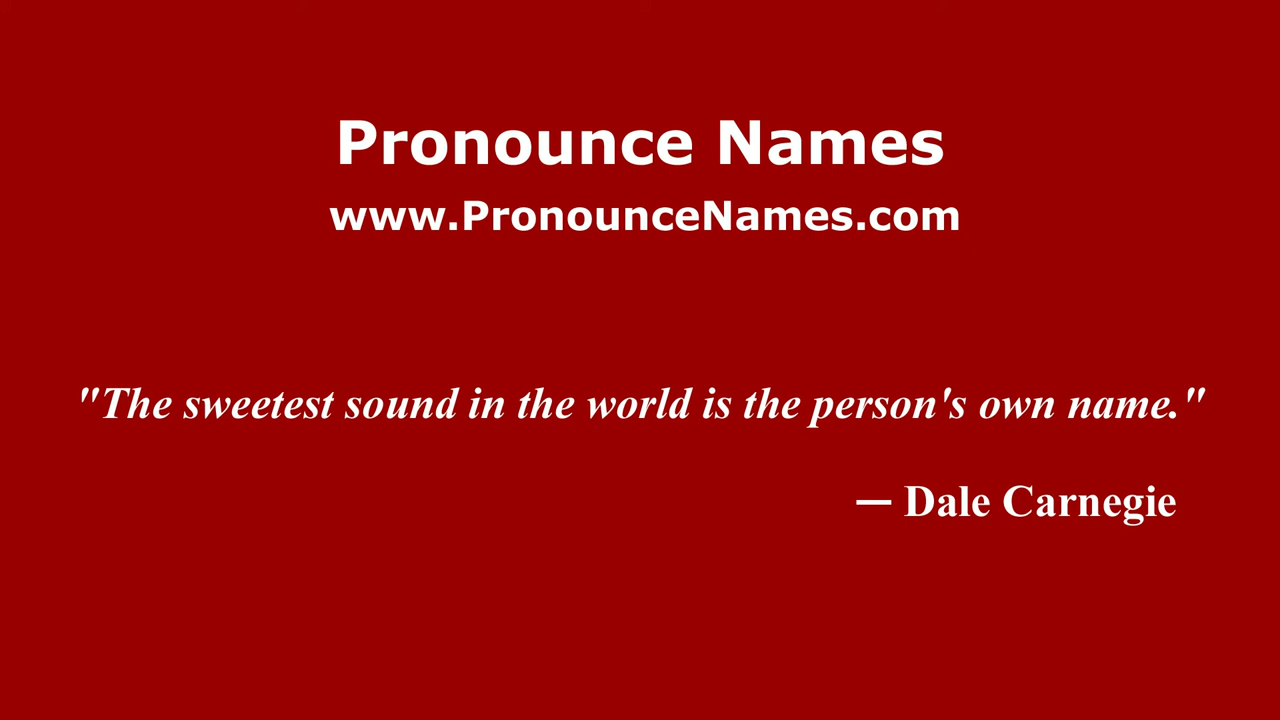 Pronounce Names
www.PronounceNames.com
"The sweetest sound in the world is the person's own name."
— Dale Carnegie